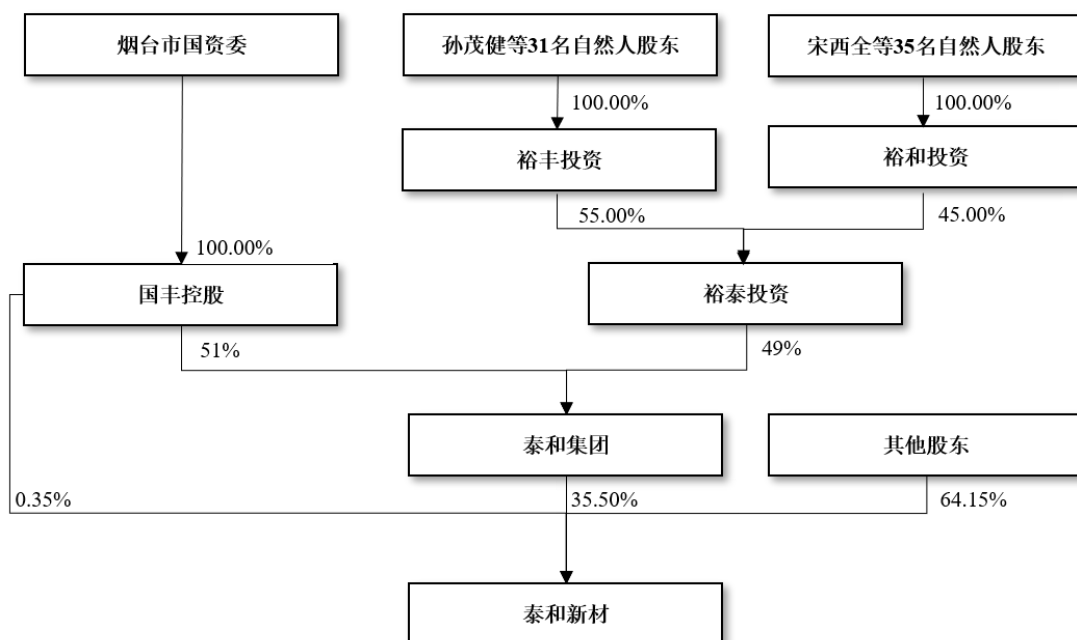 烟台市国资委
孙茂健等31名自然人股东
宋西全等35名自然人股东
100.00%
100.00%
裕丰投资
裕和投资
55.00%
45.00%
100.00%
国丰控股
裕泰投资
51%
49%
泰和集团
其他股东
0.35%
35.50%
64.15%
泰和新材